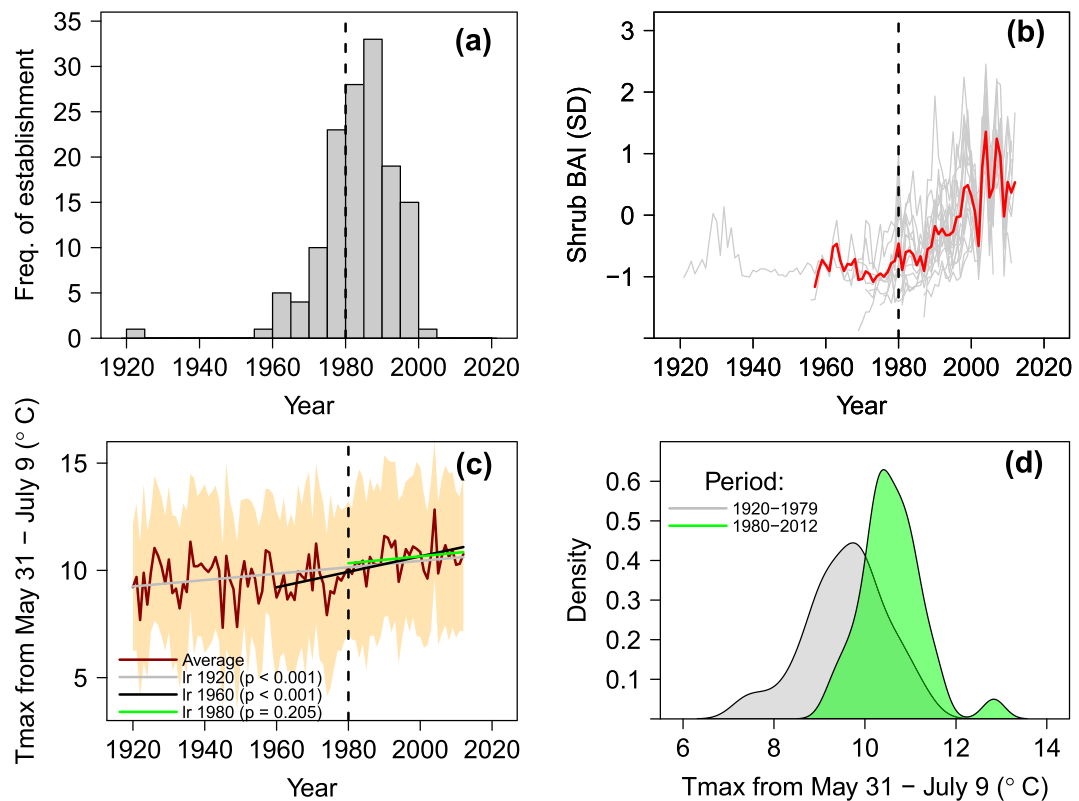 (a)
Freq. of establishment
35
30
25
20
15
10
5
0
1920 1940 1960 1980 2000 2020
Year
(b)
Shrub BAI (SD)
3
2
1
0
−1
1920 1940 1960 1980 2000 2020
Year
(c)
Tmax from May 31 − July 9 (° C)
15
10
5
Average
lr 1920 (p < 0.001)
lr 1960 (p < 0.001)
lr 1980 (p = 0.205)
1920 1940 1960 1980 2000 2020
Year
(d)
Period:
1920−1979
1980−2012
Density
0.6
0.5
0.4
0.3
0.2
0.1
6 8 10 12 14
Tmax from May 31 − July 9 (° C)